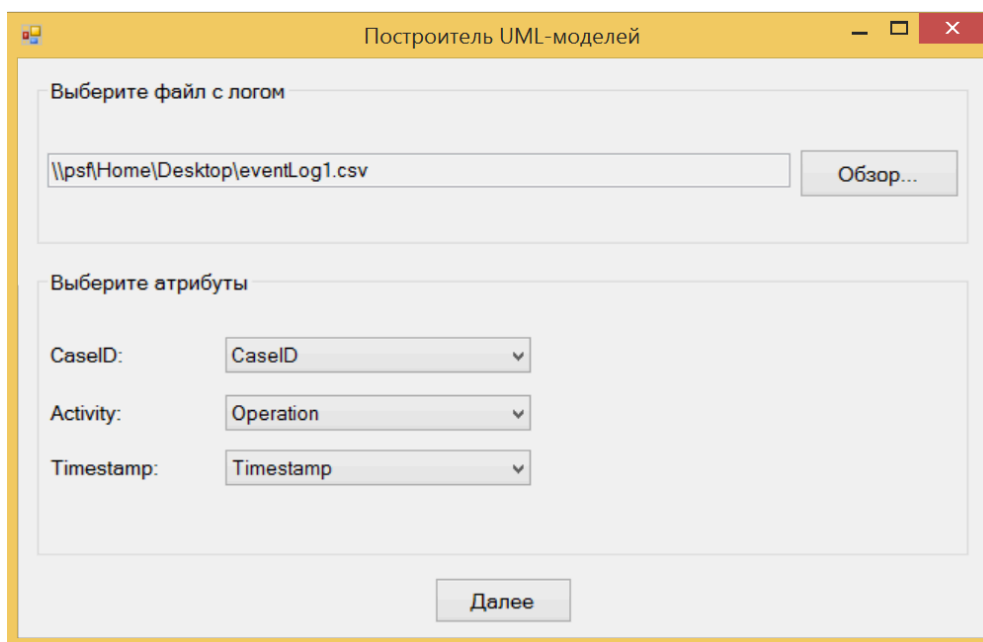 Построитель UML-моделей
Выберите файл с логом
\\psf\Home\Desktop\eventLog1.csv
Обзор...
Выберите атрибуты
CaseID: CaseID
Activity: Operation
Timestamp: Timestamp
Далее